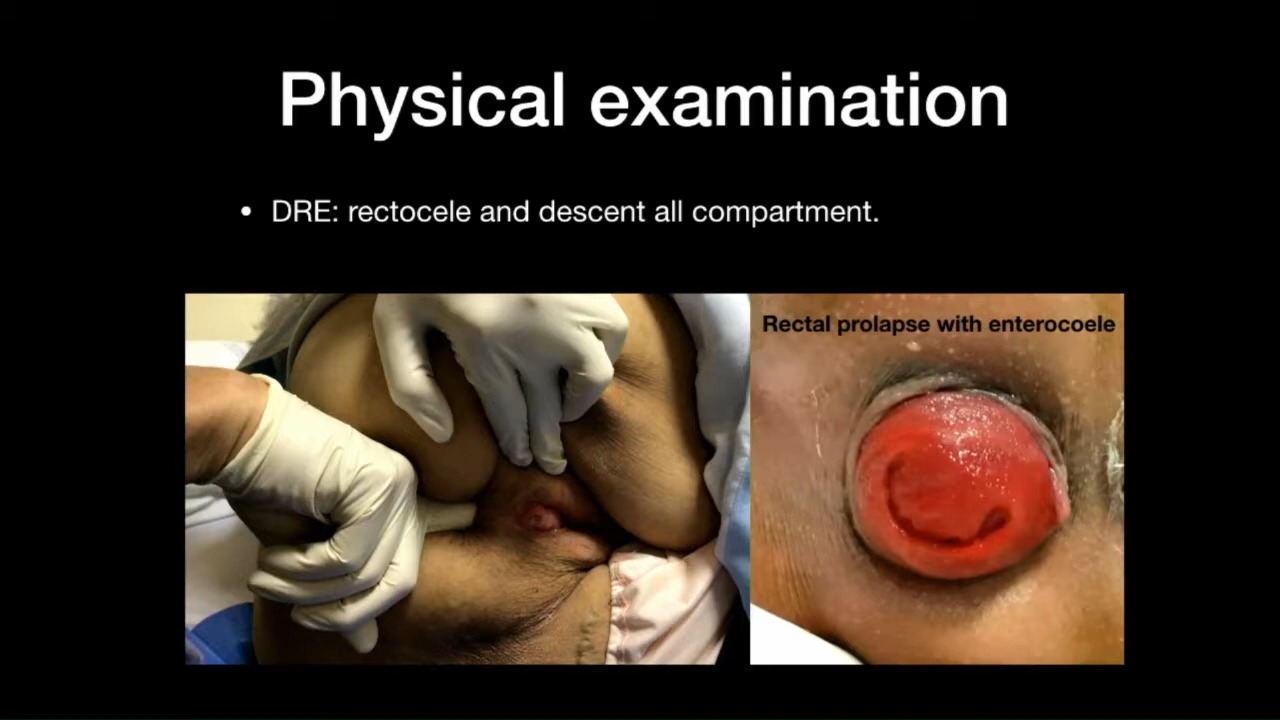 Physical examination
• DRE: rectocele and descent all compartment.
Rectal prolapse with enterocoele